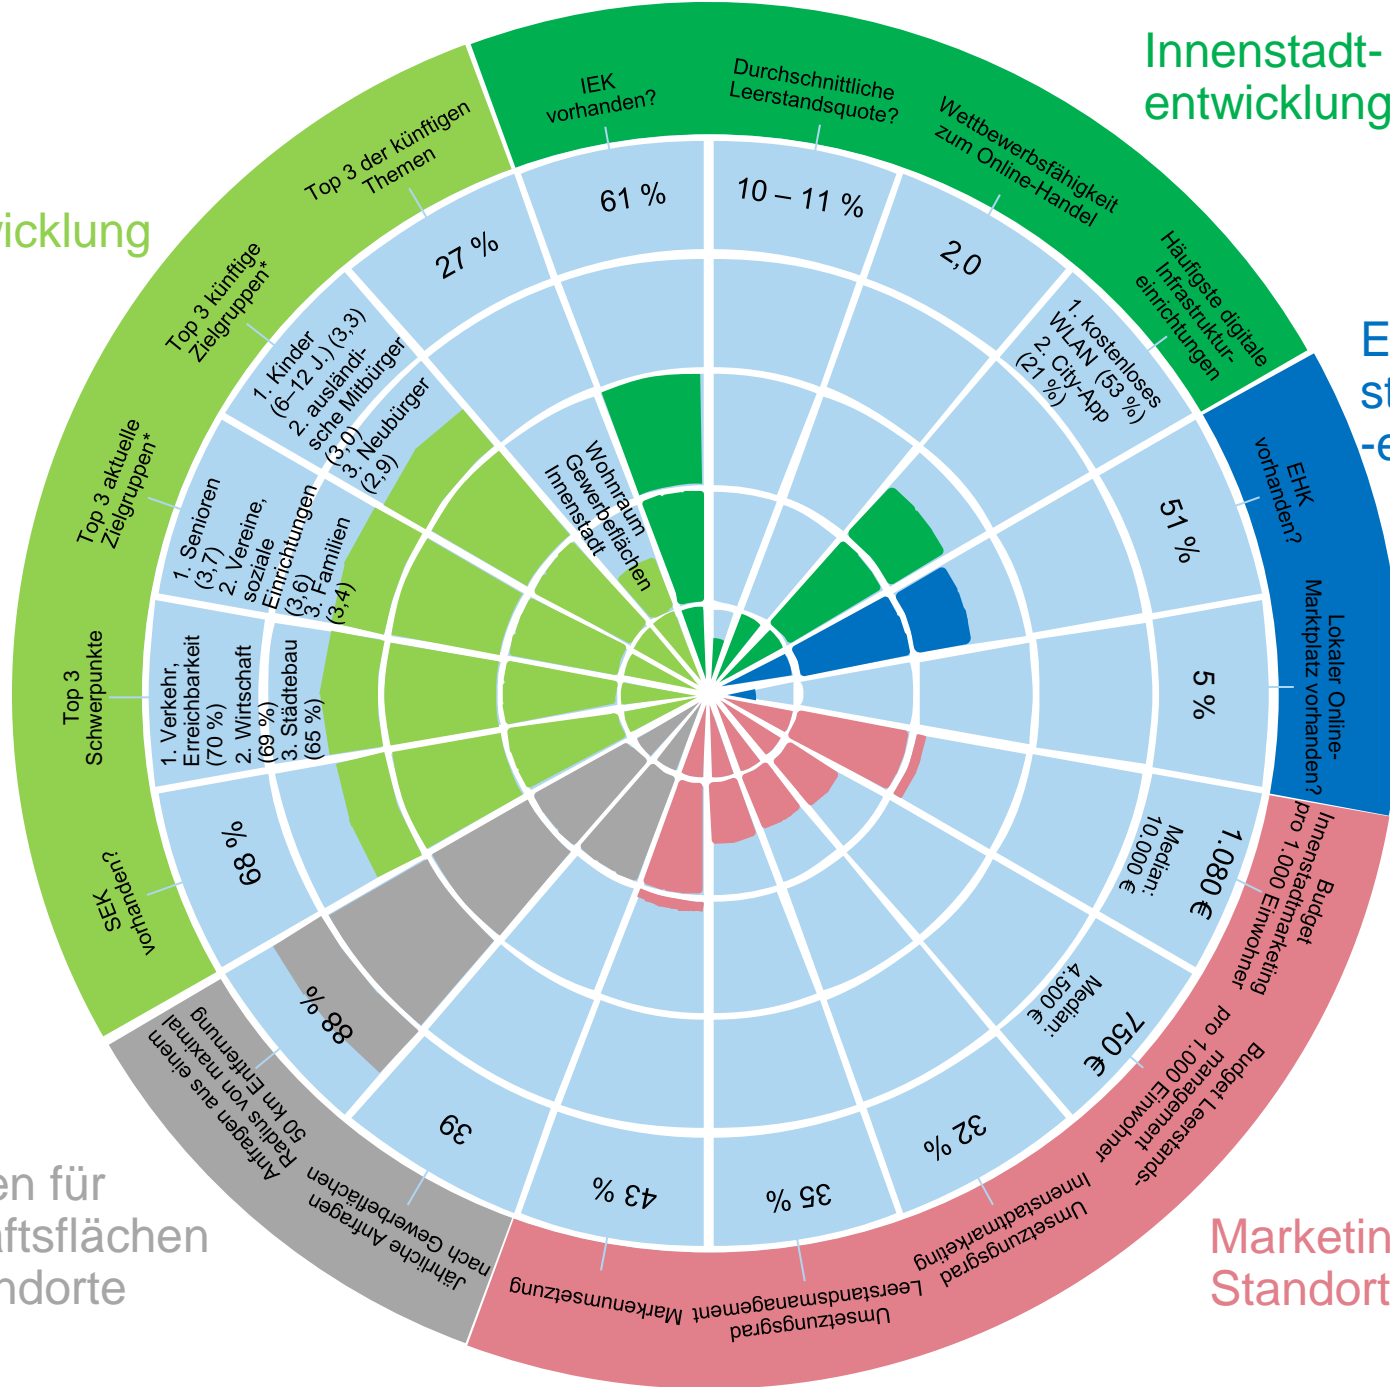 Innenstadt-
entwicklung
IEK
vorhanden?
61 %
Durchschnittliche
Leerstandsquote?
10 – 11 %
Wettbewerbsfähigkeit
zum Online-Handel
2,0
Häufigste digitale
Infrastruktur-
einrichtungen
1. kostenloses
WLAN (53 %)
2. City-App
(21 %)
E
st
-e
EHK
vorhanden?
51 %
Lokaler Online-
Marktplatz vorhanden?
5 %
Budget
Innenstadtmarketing
pro 1.000 Einwohner
1.080 €
Median:
10.000 €
Budget Leerstands-
management
pro 1.000 Einwohner
750 €
Median:
4.500 €
Umsetzungsgrad
Innenstadtmarketing
32 %
Umsetzungsgrad
Leerstandsmanagement
35 %
Markenumsetzung
43 %
Marketin
Standort
Jährliche Anfragen
nach Gewerbeflächen
39
Anfragen aus einem
Radius von maximal
50 km Entfernung
88 %
en für
aftsflächen
ndorte
SEK
vorhanden?
68 %
Top 3
Schwerpunkte
1. Verkehr,
Erreichbarkeit
(70 %)
2. Wirtschaft
(69 %)
3. Städtebau
(65 %)
Top 3 aktuelle
Zielgruppen*
1. Senioren
(3,7)
2. Vereine,
soziale
Einrichtungen
(3,6)
3. Familien
(3,4)
Top 3 künftige
Zielgruppen*
1. Kinder
(6–12 J.) (3,3)
2. ausländi-
sche Mitbürger
(3,0)
3. Neubürger
(2,9)
Top 3 der künftigen
Themen
27 %
Wohnraum
Gewerbeflächen
Innenstadt
wicklung